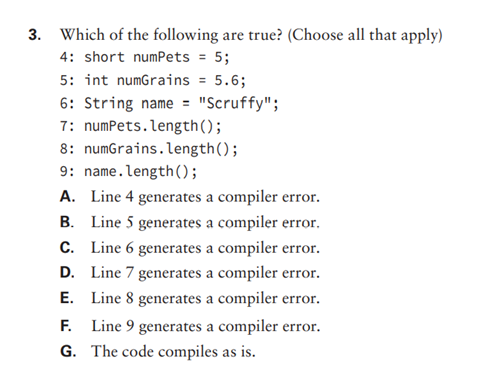 3. Which of the following are true? (Choose all that apply)
4: short numPets = 5;
5: int numGrains = 5.6;
6: String name = "Scruffy";
7: numPets.length();
8: numGrains.length();
9: name.length();
A. Line 4 generates a compiler error.
B. Line 5 generates a compiler error.
C. Line 6 generates a compiler error.
D. Line 7 generates a compiler error.
E. Line 8 generates a compiler error.
F. Line 9 generates a compiler error.
G. The code compiles as is.